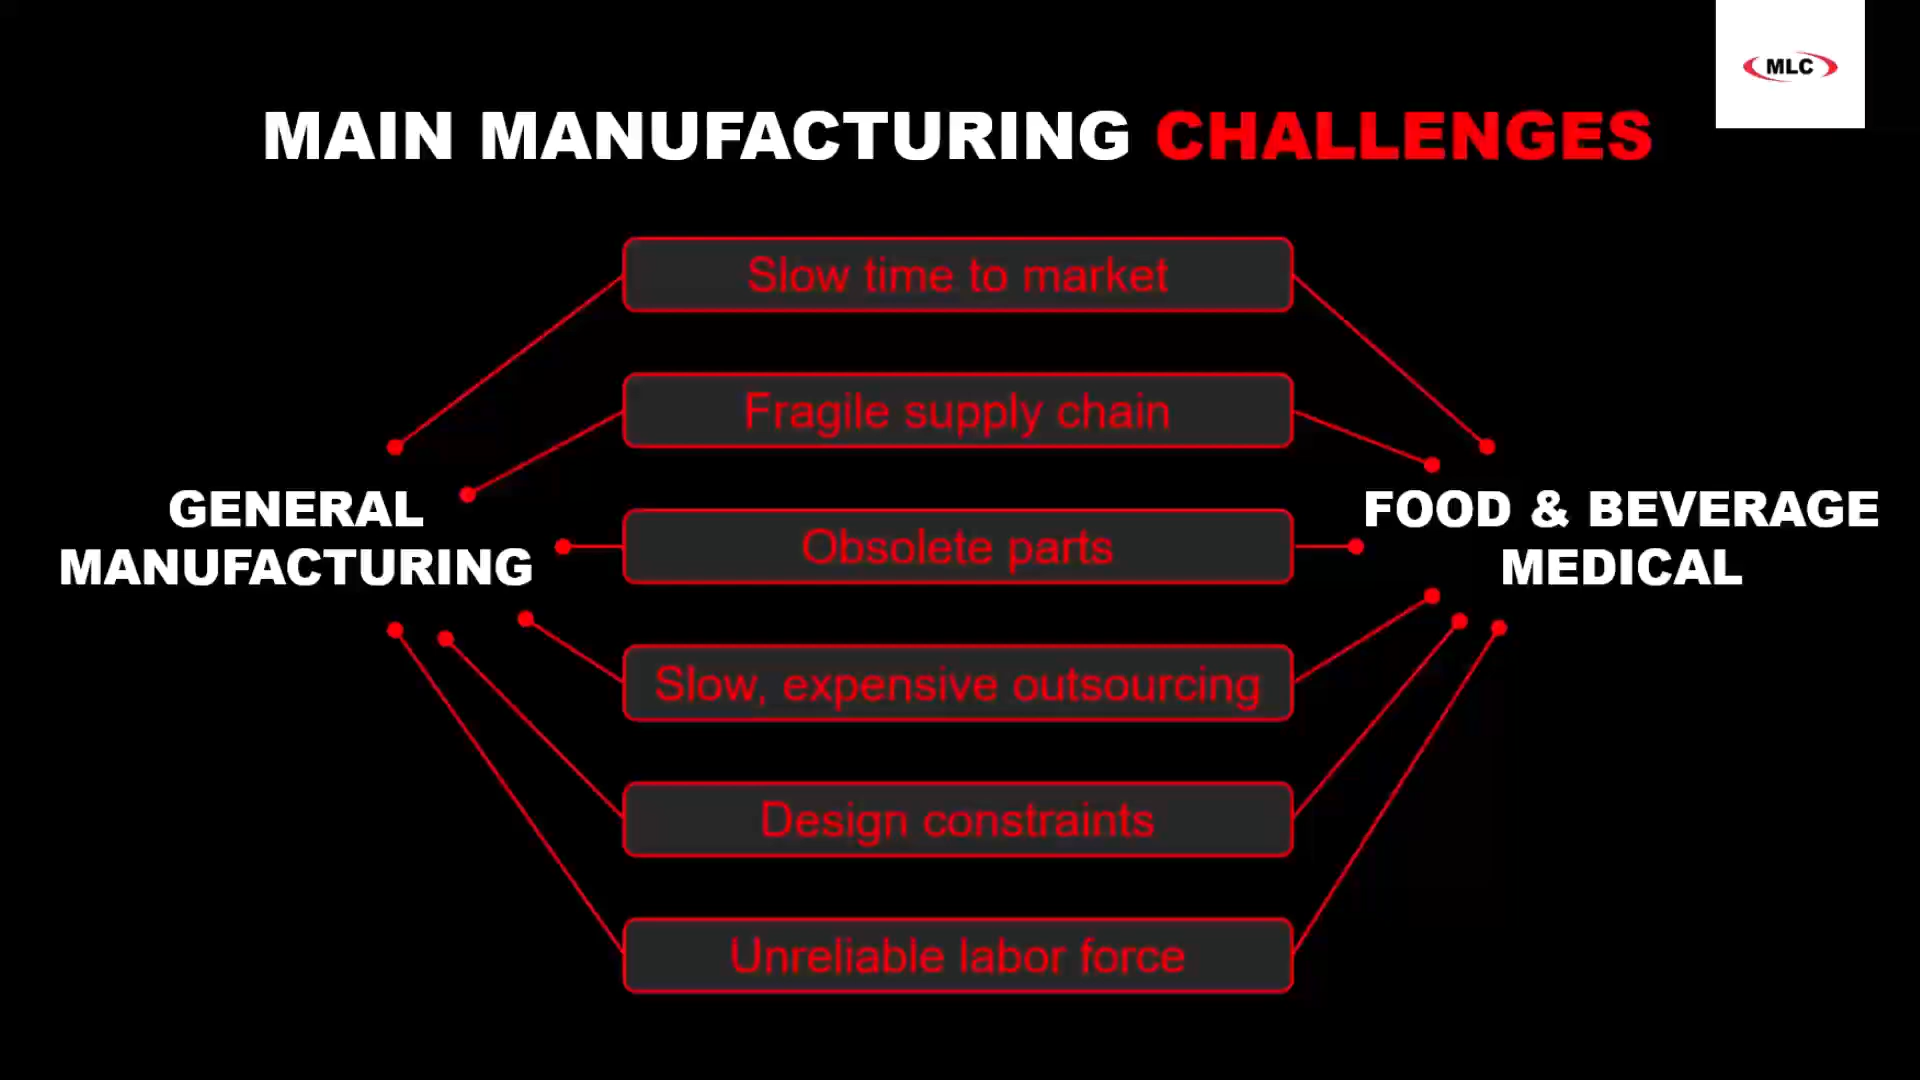 MLC
MAIN MANUFACTURING CHALLENGES
Slow time to market
Fragile supply chain
GENERAL
MANUFACTURING
Obsolete parts
FOOD & BEVERAGE
MEDICAL
Slow, expensive outsourcing
Design constraints
Unreliable labor force